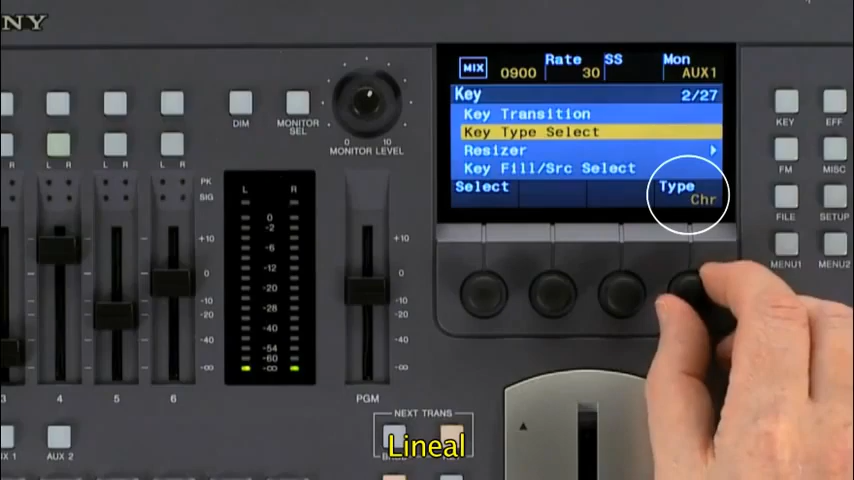 NY
MIX
0900
Rate
30
SS
Mon
AUX1
Key 2/27
Key Transition
Key Type Select
Resizer
Key Fill/Src Select
Select
Type
Chr
DIM
MONITOR
SEL
0 10
MONITOR LEVEL
KEY
EFF
FM
MISC
FILE
SETUP
MENU1
MENU2
R
L R
L R
L R
PK
SIG
+10
0
-10
-20
-40
-∞
L R
0
-2
-6
-12
-20
-28
-40
-54
-60
-∞
+10
0
-10
-20
-40
-∞
3
4
5
6
PGM
NEXT TRANS
X 1
AUX 2
Lineal